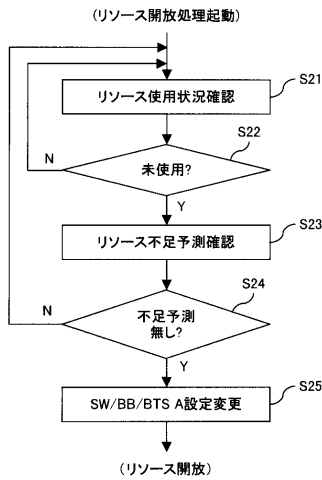 (リソース開放処理起動)
S21
リソース使用状況確認
S22
N
未使用?
Y
S23
リソース不足予測確認
S24
N
不足予測
無し?
Y
S25
SW/BB/BTS A設定変更
(リソース開放)